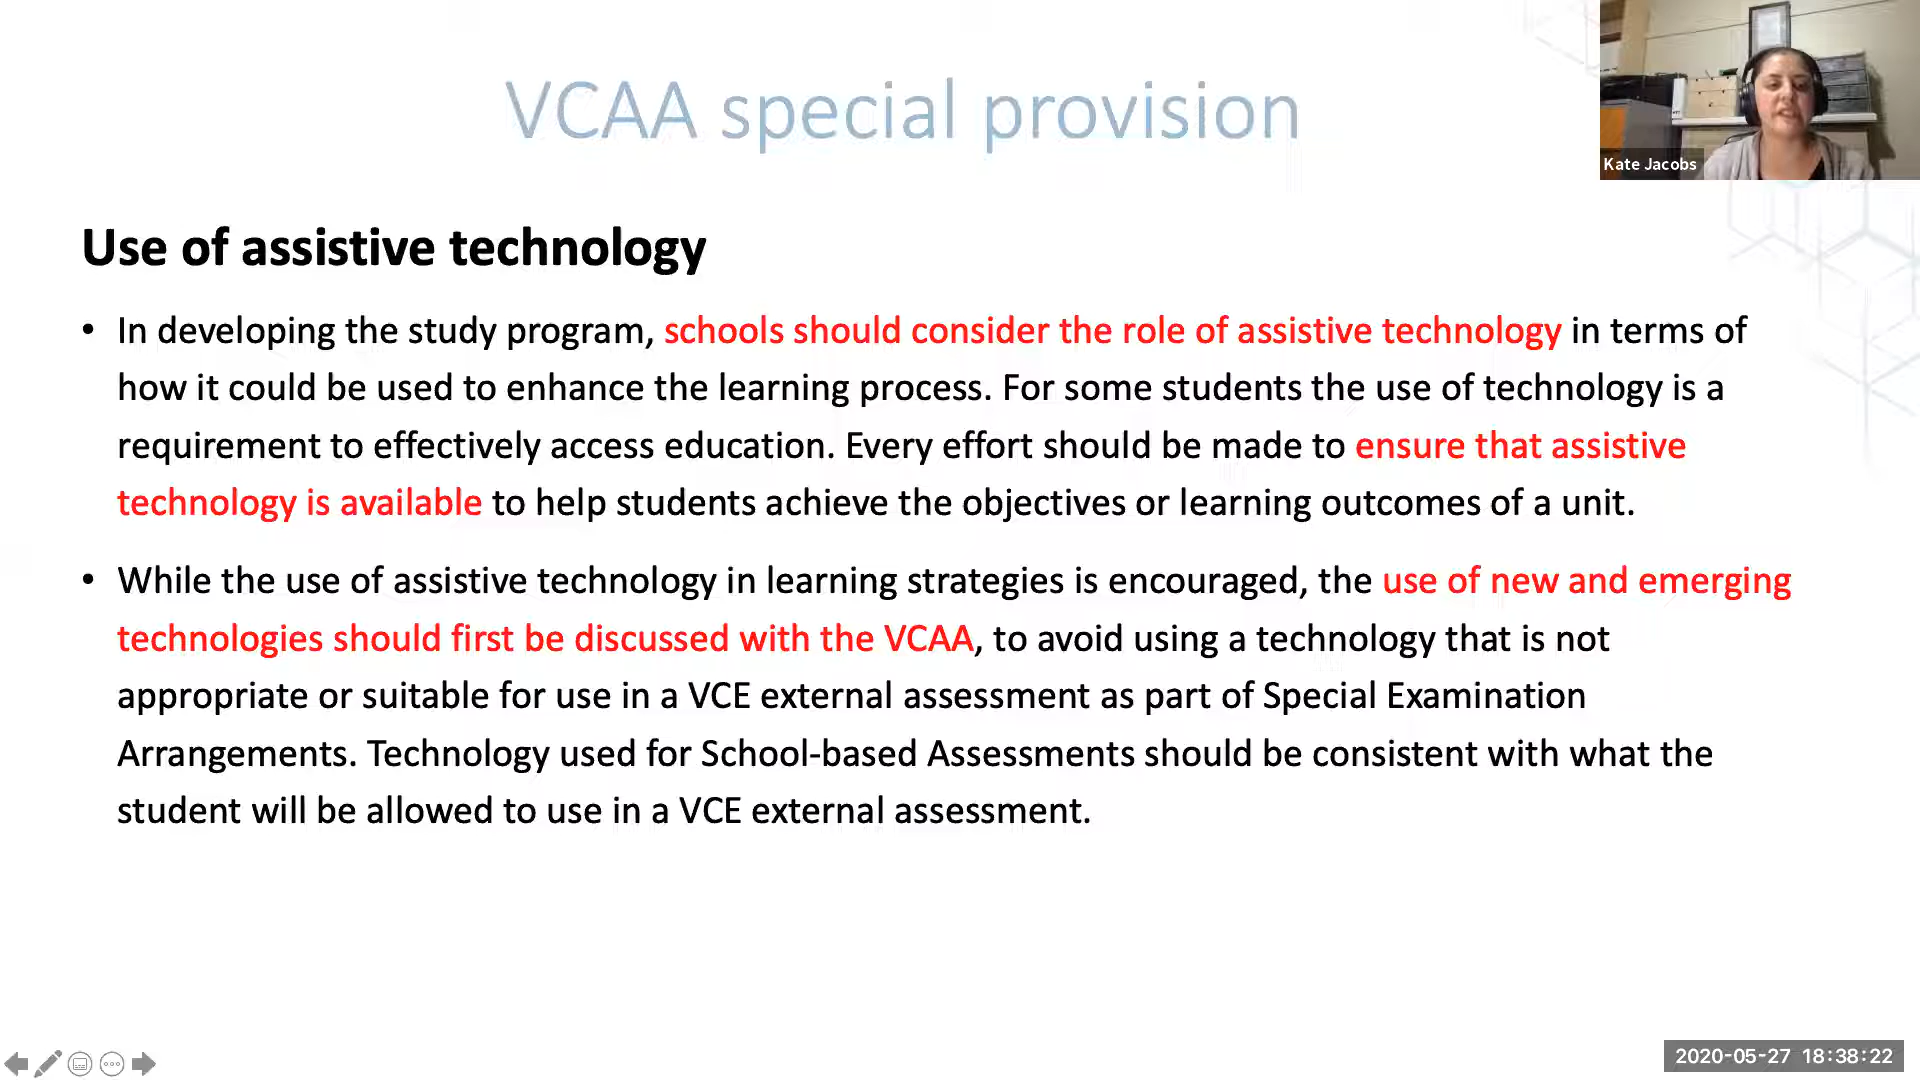 VCAA special provision
Kate Jacobs
Use of assistive technology
• In developing the study program, schools should consider the role of assistive technology in terms of
how it could be used to enhance the learning process. For some students the use of technology is a
requirement to effectively access education. Every effort should be made to ensure that assistive
technology is available to help students achieve the objectives or learning outcomes of a unit.
• While the use of assistive technology in learning strategies is encouraged, the use of new and emerging
technologies should first be discussed with the VCAA, to avoid using a technology that is not
appropriate or suitable for use in a VCE external assessment as part of Special Examination
Arrangements. Technology used for School-based Assessments should be consistent with what the
student will be allowed to use in a VCE external assessment.
2020-05-27 18:38:22